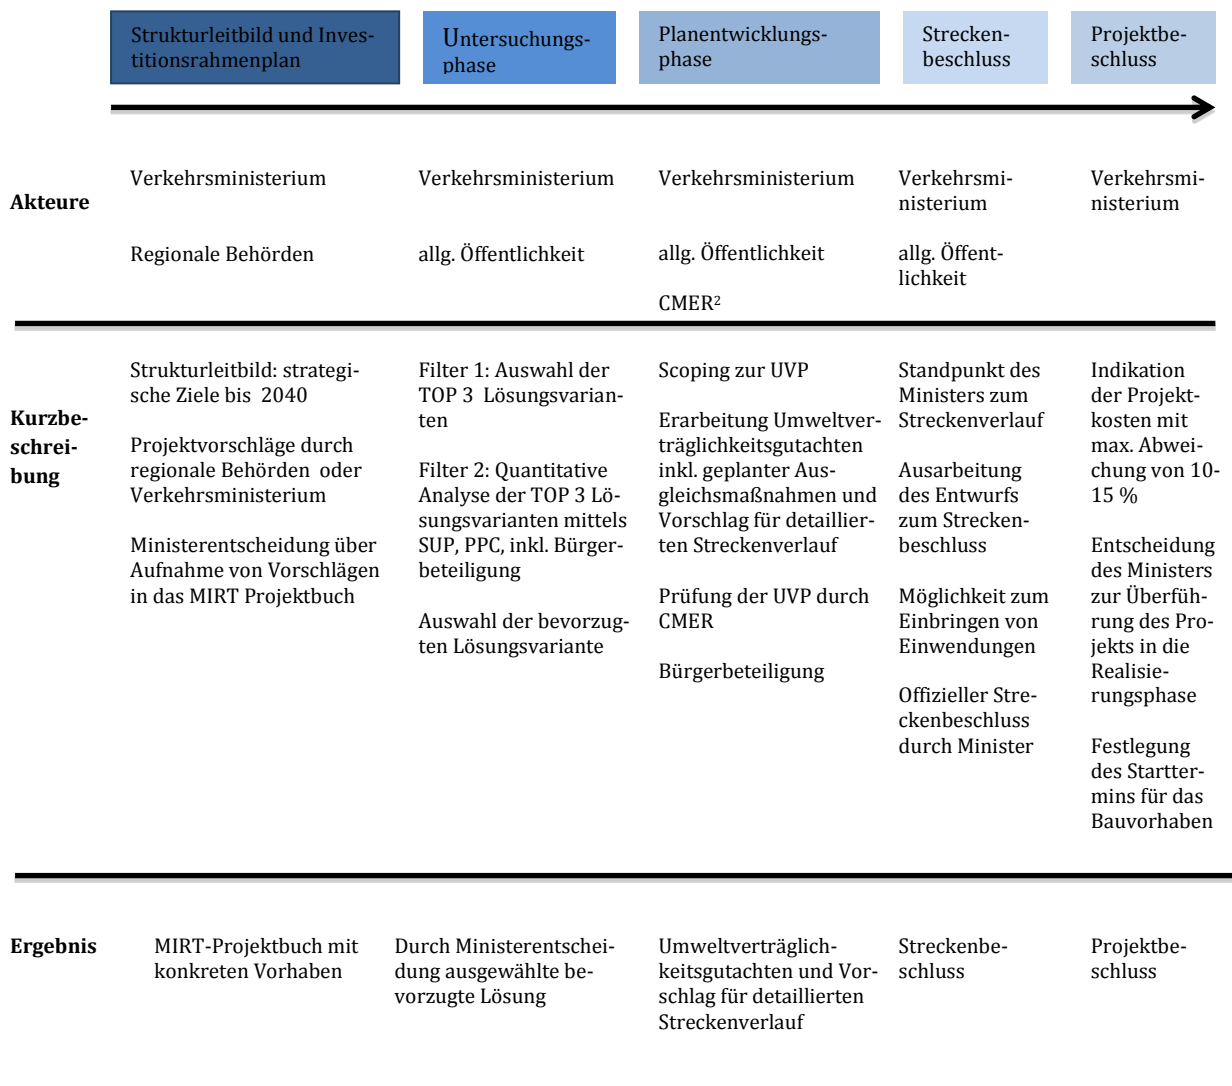 Strukturleitbild und Inves-
titionsrahmenplan
Untersuchungs-
phase
Planentwicklungs-
phase
Strecken-
beschluss
Projektbe-
schluss
Akteure
Verkehrsministerium
Regionale Behörden
Verkehrsministerium
allg. Öffentlichkeit
Verkehrsministerium
allg. Öffentlichkeit
CMER²
Verkehrsmi-
nisterium
allg. Öffent-
lichkeit
Verkehrsmi-
nisterium
Kurzbe-
schrei-
bung
Strukturleitbild: strategi-
sche Ziele bis 2040
Projektvorschläge durch
regionale Behörden oder
Verkehrsministerium
Ministerentscheidung über
Aufnahme von Vorschlägen
in das MIRT Projektbuch
Filter 1: Auswahl der
TOP 3 Lösungsvarian-
ten
Filter 2: Quantitative
Analyse der TOP 3 Lö-
sungsvarianten mittels
SUP, PPC, inkl. Bürger-
beteiligung
Auswahl der bevorzug-
ten Lösungsvariante
Scoping zur UVP
Erarbeitung Umweltver-
träglichkeitsgutachten
inkl. geplanter Aus-
gleichsmaßnahmen und
Vorschlag für detaillier-
ten Streckenverlauf
Prüfung der UVP durch
CMER
Bürgerbeteiligung
Standpunkt des
Ministers zum
Streckenverlauf
Ausarbeitung
des Entwurfs
zum Strecken-
beschluss
Möglichkeit zum
Einbringen von
Einwendungen
Offizieller Stre-
ckenbeschluss
durch Minister
Indikation
der Projekt-
kosten mit
max. Abwei-
chung von 10-
15 %
Entscheidung
des Ministers
zur Überfüh-
rung des Pro-
jekts in die
Realisie-
rungsphase
Festlegung
des Startter-
mins für das
Bauvorhaben
Ergebnis
MIRT-Projektbuch mit
konkreten Vorhaben
Durch Ministerentschei-
dung ausgewählte be-
vorzugte Lösung
Umweltverträglich-
keitsgutachten und Vor-
schlag für detaillierten
Streckenverlauf
Streckenbe-
schluss
Projektbe-
schluss